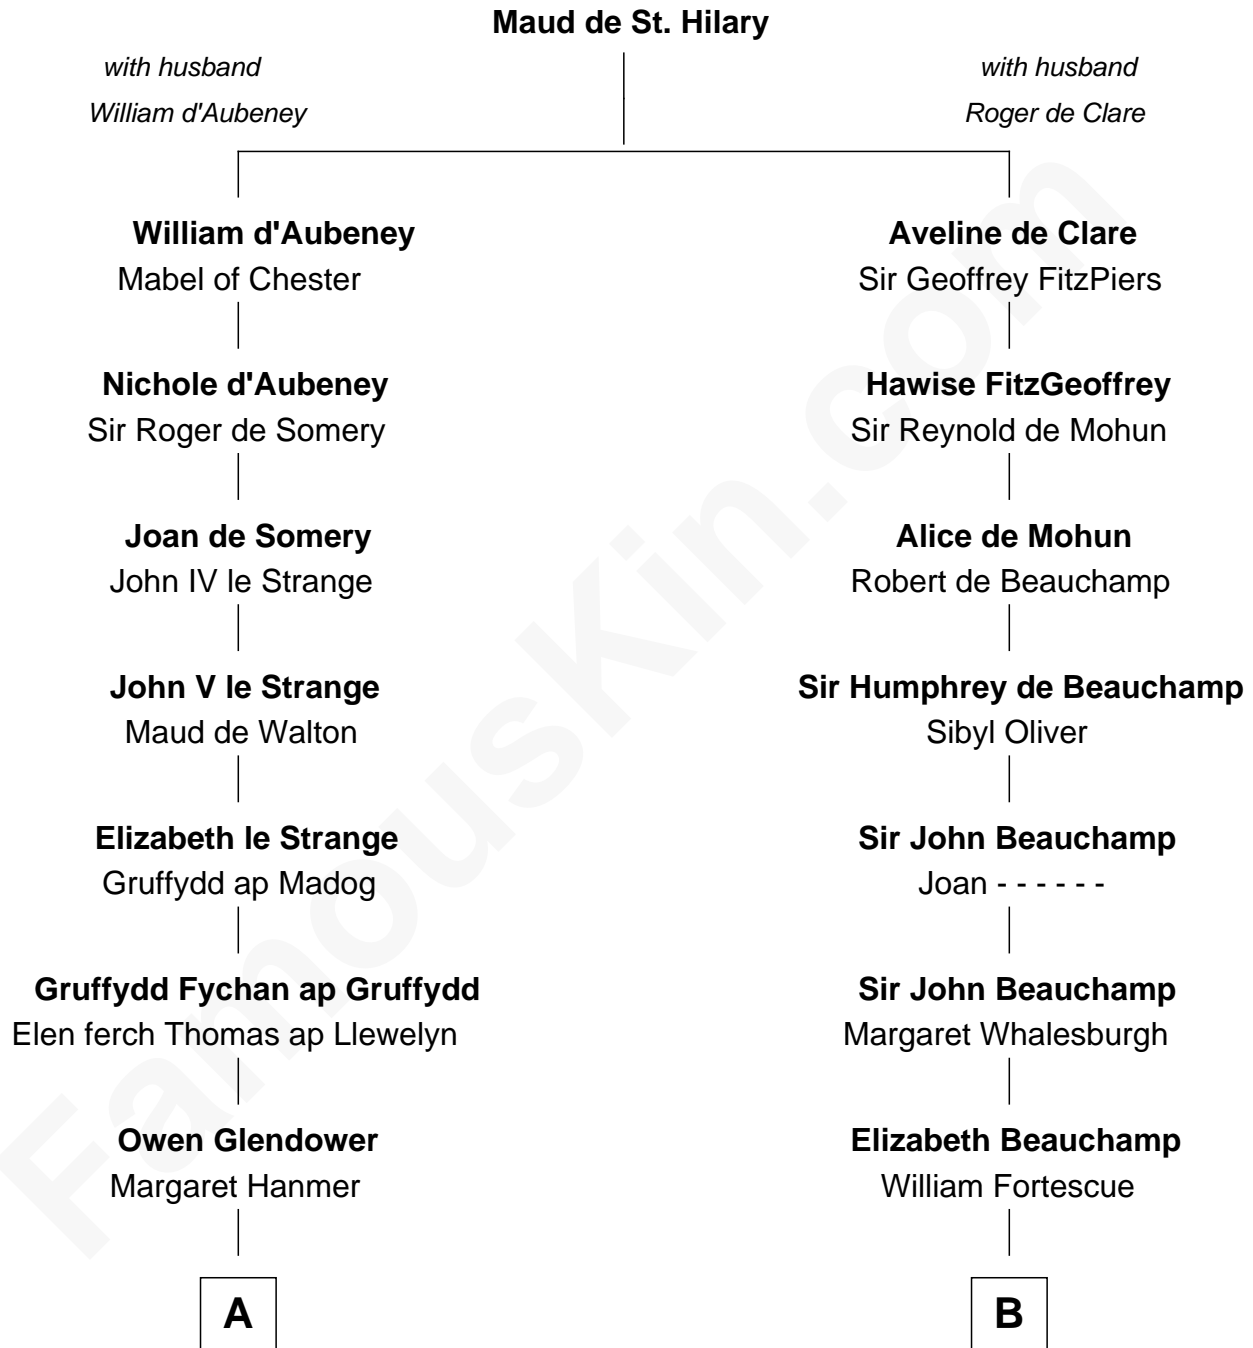 Maud de St. Hilary
with husband
William d'Aubeney
with husband
Roger de Clare
William d'Aubeney
Mabel of Chester
Aveline de Clare
Sir Geoffrey FitzPiers
Nichole d'Aubeney
Sir Roger de Somery
Hawise FitzGeoffrey
Sir Reynold de Mohun
Joan de Somery
John IV le Strange
Alice de Mohun
Robert de Beauchamp
John V le Strange
Maud de Walton
Sir Humphrey de Beauchamp
Sibyl Oliver
Elizabeth le Strange
Gruffydd ap Madog
Sir John Beauchamp
Joan - - - - - -
Gruffydd Fychan ap Gruffydd
Elen ferch Thomas ap Llewelyn
Sir John Beauchamp
Margaret Whalesburgh
Owen Glendower
Margaret Hanmer
Elizabeth Beauchamp
William Fortescue
A
B
FamousKin.com